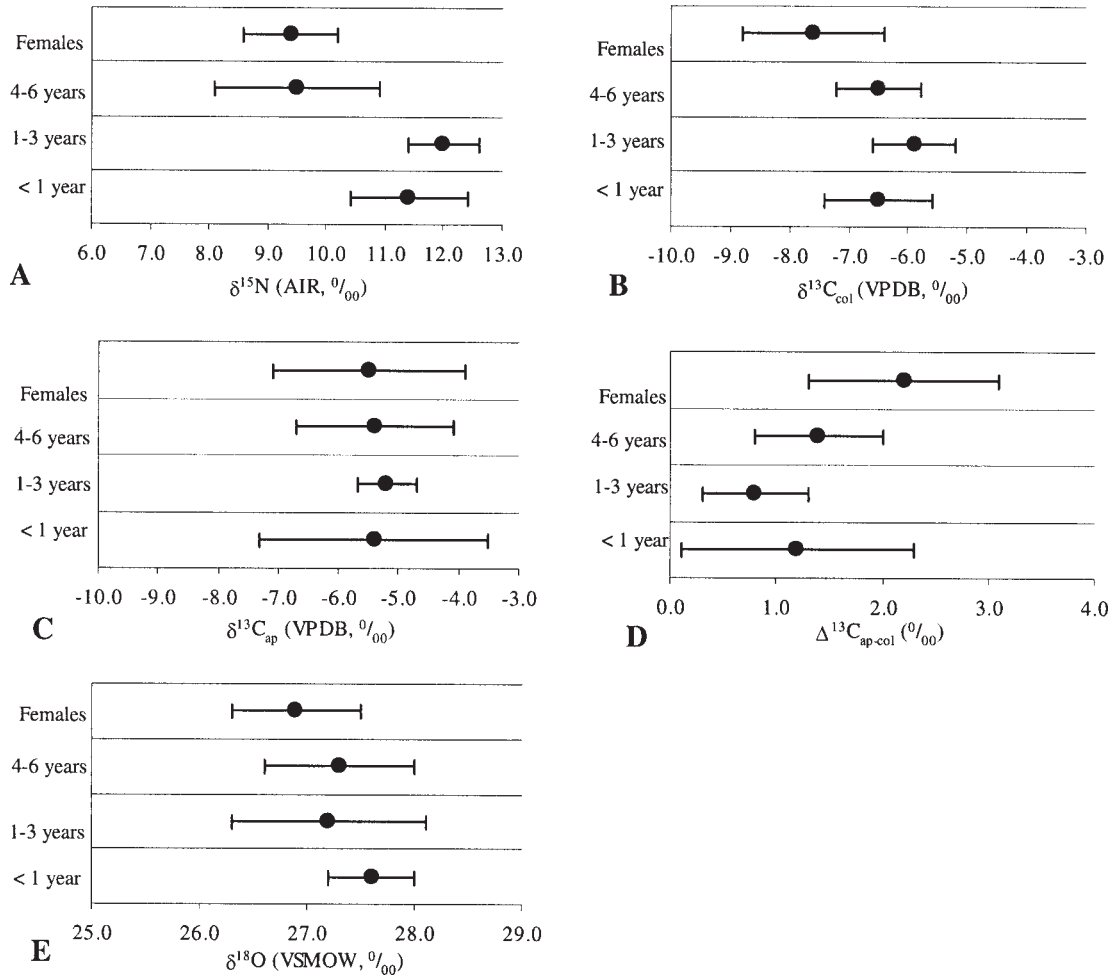 Females
4-6 years
1-3 years
< 1 year
6.0 7.0 8.0 9.0 10.0 11.0 12.0 13.0
A
δ¹⁵N (AIR, ⁰/₀₀)
Females
4-6 years
1-3 years
< 1 year
-10.0 -9.0 -8.0 -7.0 -6.0 -5.0 -4.0 -3.0
B
δ¹³C_col (VPDB, ⁰/₀₀)
Females
4-6 years
1-3 years
< 1 year
-10.0 -9.0 -8.0 -7.0 -6.0 -5.0 -4.0 -3.0
C
δ¹³C_ap (VPDB, ⁰/₀₀)
Females
4-6 years
1-3 years
< 1 year
0.0 1.0 2.0 3.0 4.0
D
Δ¹³C_ap-col (⁰/₀₀)
Females
4-6 years
1-3 years
< 1 year
25.0 26.0 27.0 28.0 29.0
E
δ¹⁸O (VSMOW, ⁰/₀₀)